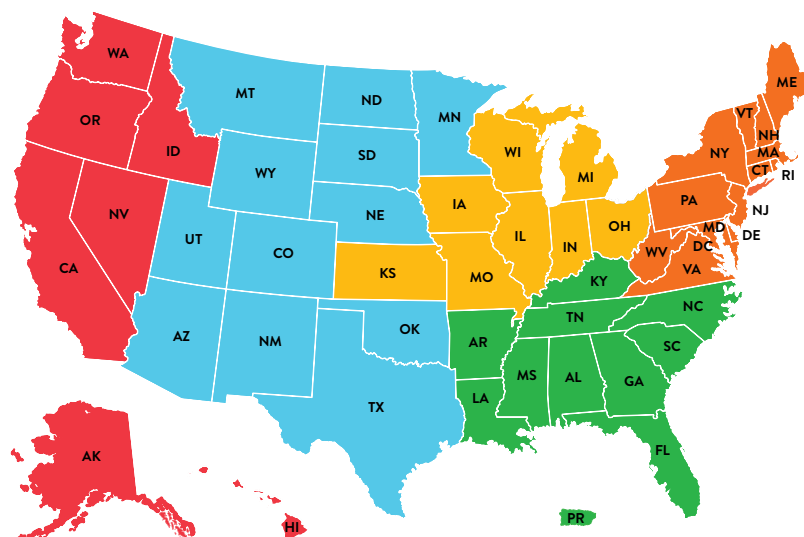 WA
OR
ID
NV
CA
MT
ND
MN
SD
WY
NE
UT
CO
AZ
NM
OK
TX
WI
MI
IA
IL
IN
OH
KS
MO
ME
VT
NH
NY
MA
CT
RI
PA
NJ
MD
DE
DC
WV
VA
KY
NC
TN
SC
AR
MS
AL
GA
LA
FL
AK
HI
PR